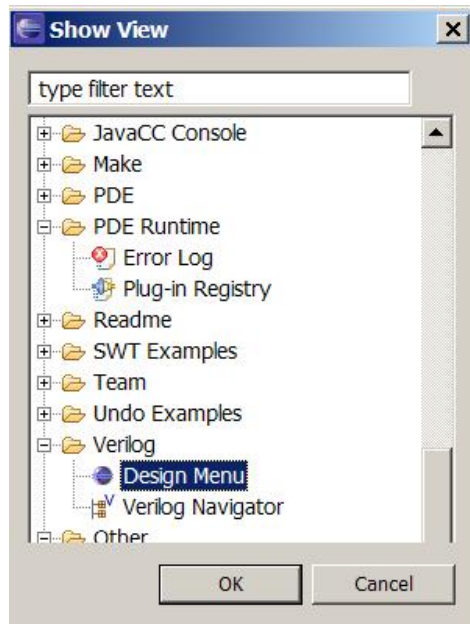 Show View
type filter text
JavaCC Console
Make
PDE
PDE Runtime
Error Log
Plug-in Registry
Readme
SWT Examples
Team
Undo Examples
Verilog
Design Menu
Verilog Navigator
Other
OK Cancel